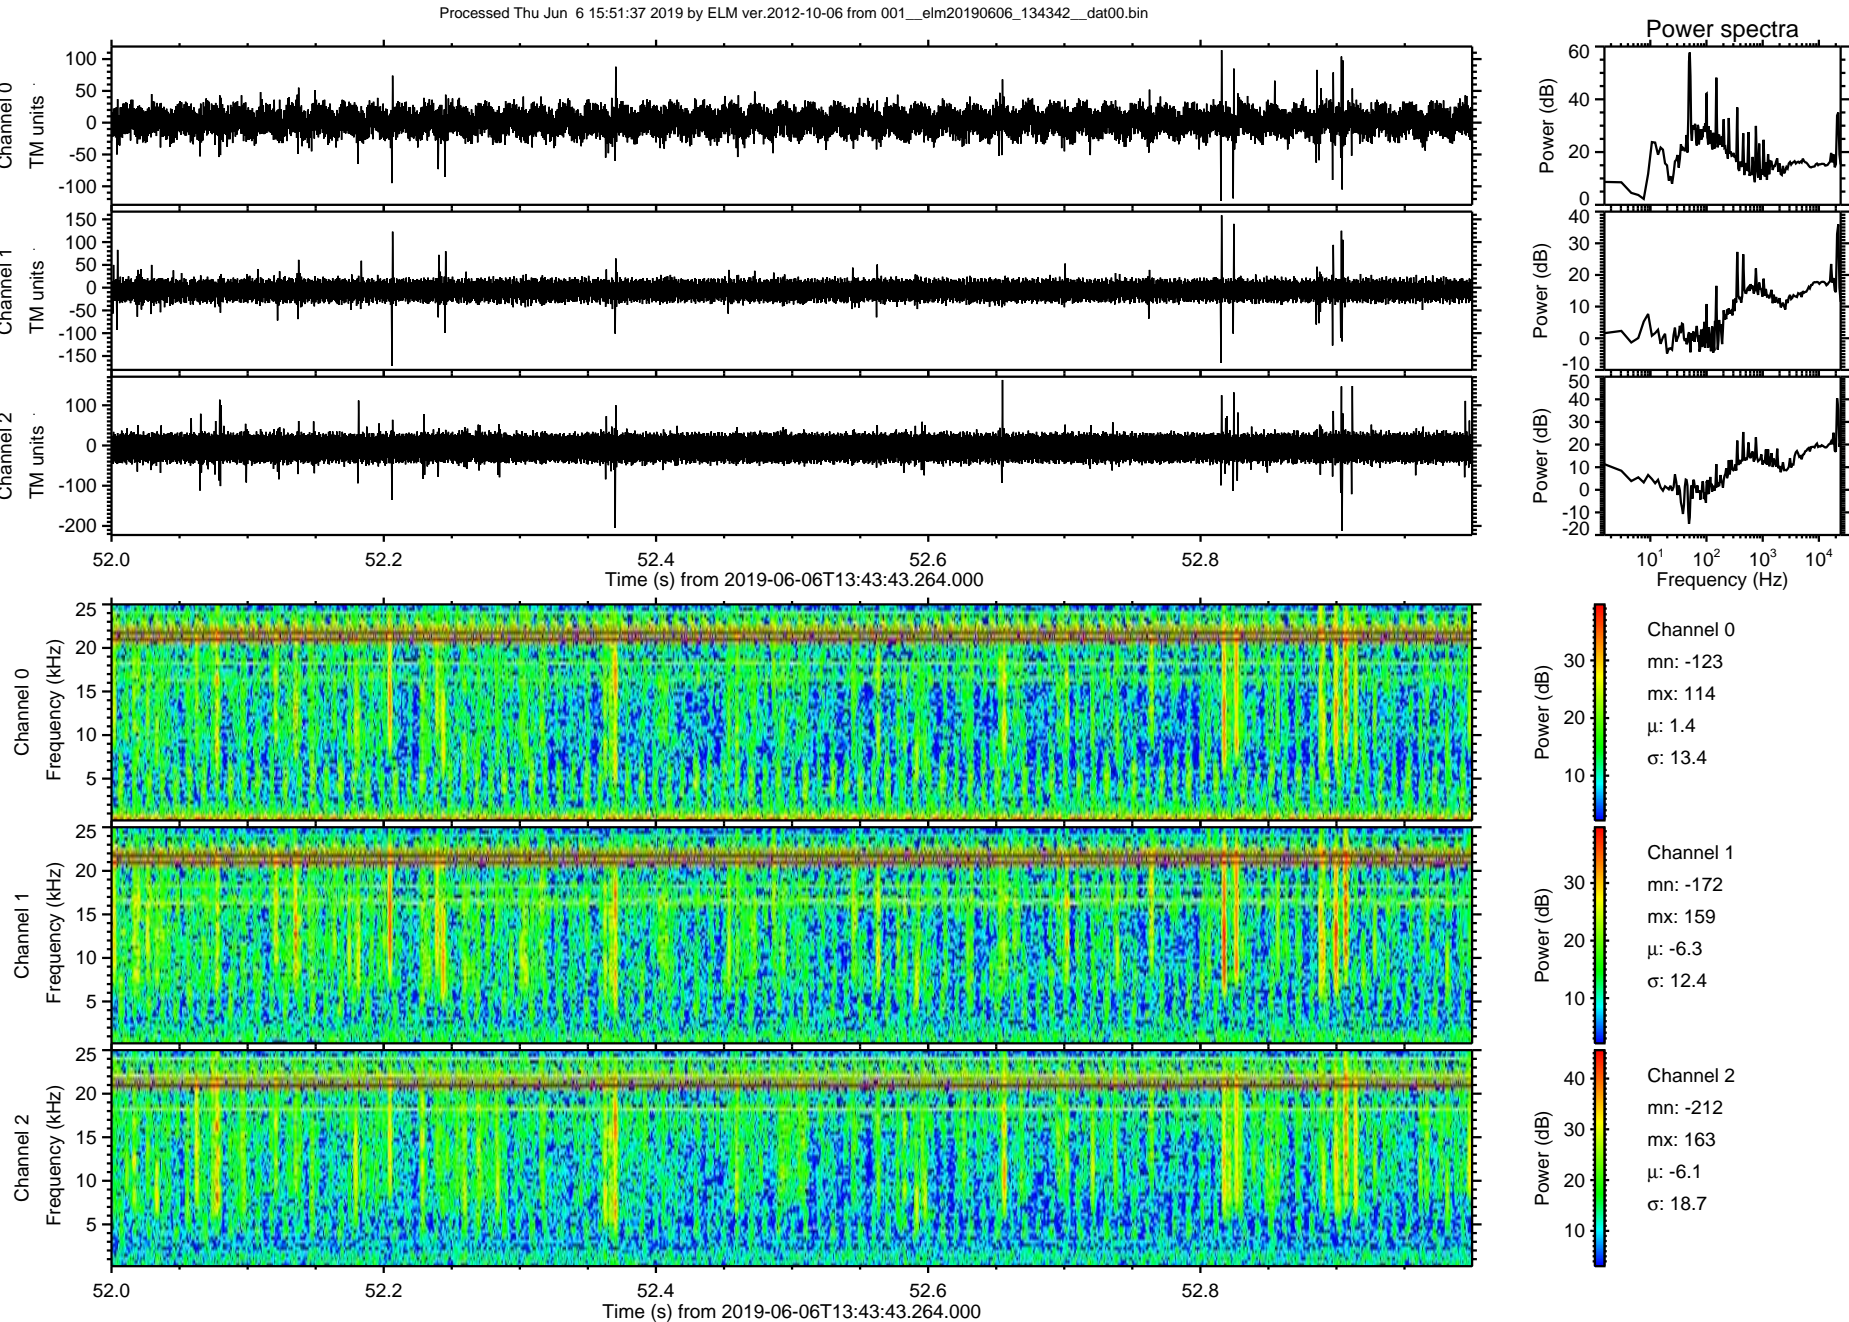 Processed Thu Jun  6 15:51:37 2019 by ELM ver.2012-10-06 from 001__elm20190606_134342__dat00.bin
Power spectra
Channel 0
TM units
100
50
0
-50
-100
Power (dB)
60
40
20
0
Channel 1
TM units
150
100
50
0
-50
-100
-150
Power (dB)
40
30
20
10
0
-10
Channel 2
TM units
100
0
-100
-200
Power (dB)
50
40
30
20
10
0
-10
-20
52.0 52.2 52.4 52.6 52.8
Time (s) from 2019-06-06T13:43:43.264.000
10¹ 10² 10³ 10⁴
Frequency (Hz)
Channel 0
Frequency (kHz)
25
20
15
10
5
Power (dB)
30
20
10
Channel 0
mn: -123
mx: 114
μ: 1.4
σ: 13.4
Channel 1
Frequency (kHz)
25
20
15
10
5
Power (dB)
30
20
10
Channel 1
mn: -172
mx: 159
μ: -6.3
σ: 12.4
Channel 2
Frequency (kHz)
25
20
15
10
5
Power (dB)
40
30
20
10
Channel 2
mn: -212
mx: 163
μ: -6.1
σ: 18.7
52.0 52.2 52.4 52.6 52.8
Time (s) from 2019-06-06T13:43:43.264.000